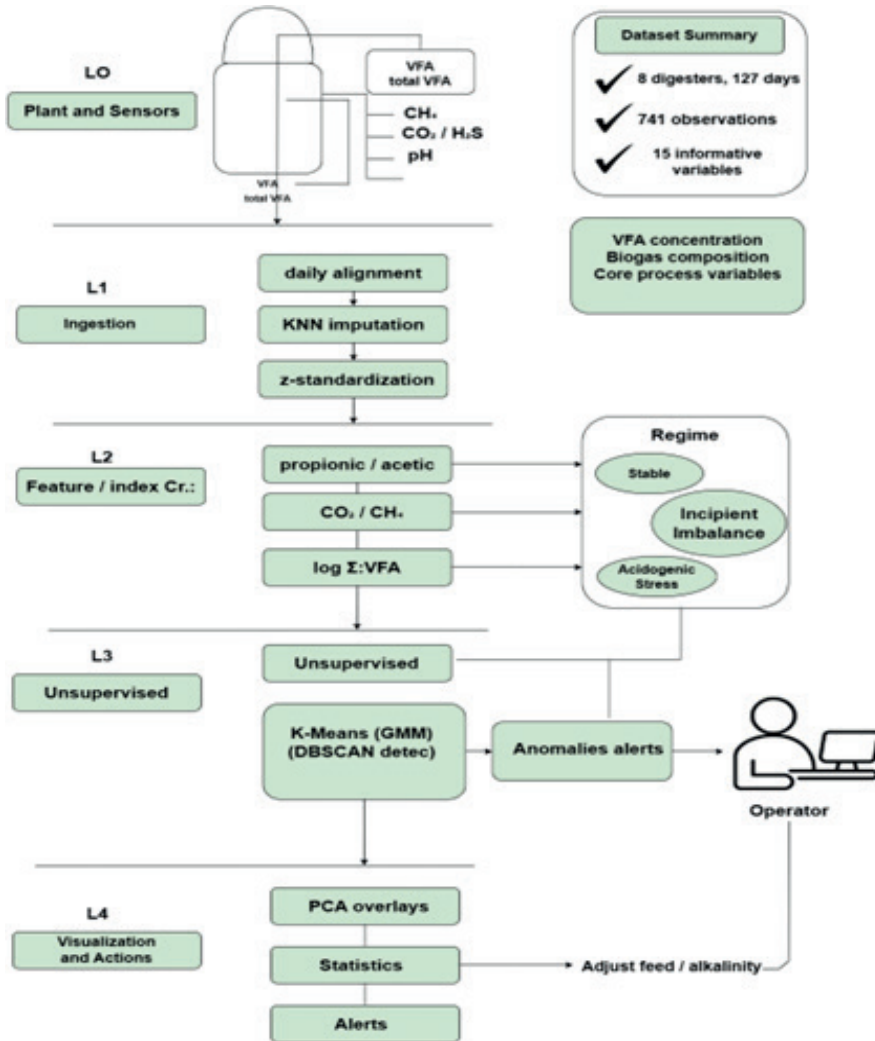 LO
Plant and Sensors
VFA
total VFA
CH₄
CO₂ / H₂S
pH
VFA
total VFA
Dataset Summary
8 digesters, 127 days
741 observations
15 informative
variables
VFA concentration
Biogas composition
Core process variables
L1
Ingestion
daily alignment
KNN imputation
z-standardization
L2
Feature / index Cr.:
propionic / acetic
CO₂ / CH₄
log Σ:VFA
Regime
Stable
Incipient
Imbalance
Acidogenic
Stress
L3
Unsupervised
Unsupervised
K-Means (GMM)
(DBSCAN detec)
Anomalies alerts
Operator
L4
Visualization
and Actions
PCA overlays
Statistics
Alerts
Adjust feed / alkalinity